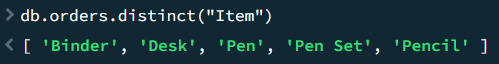 > db.orders.distinct("Item")
< [ 'Binder', 'Desk', 'Pen', 'Pen Set', 'Pencil' ]